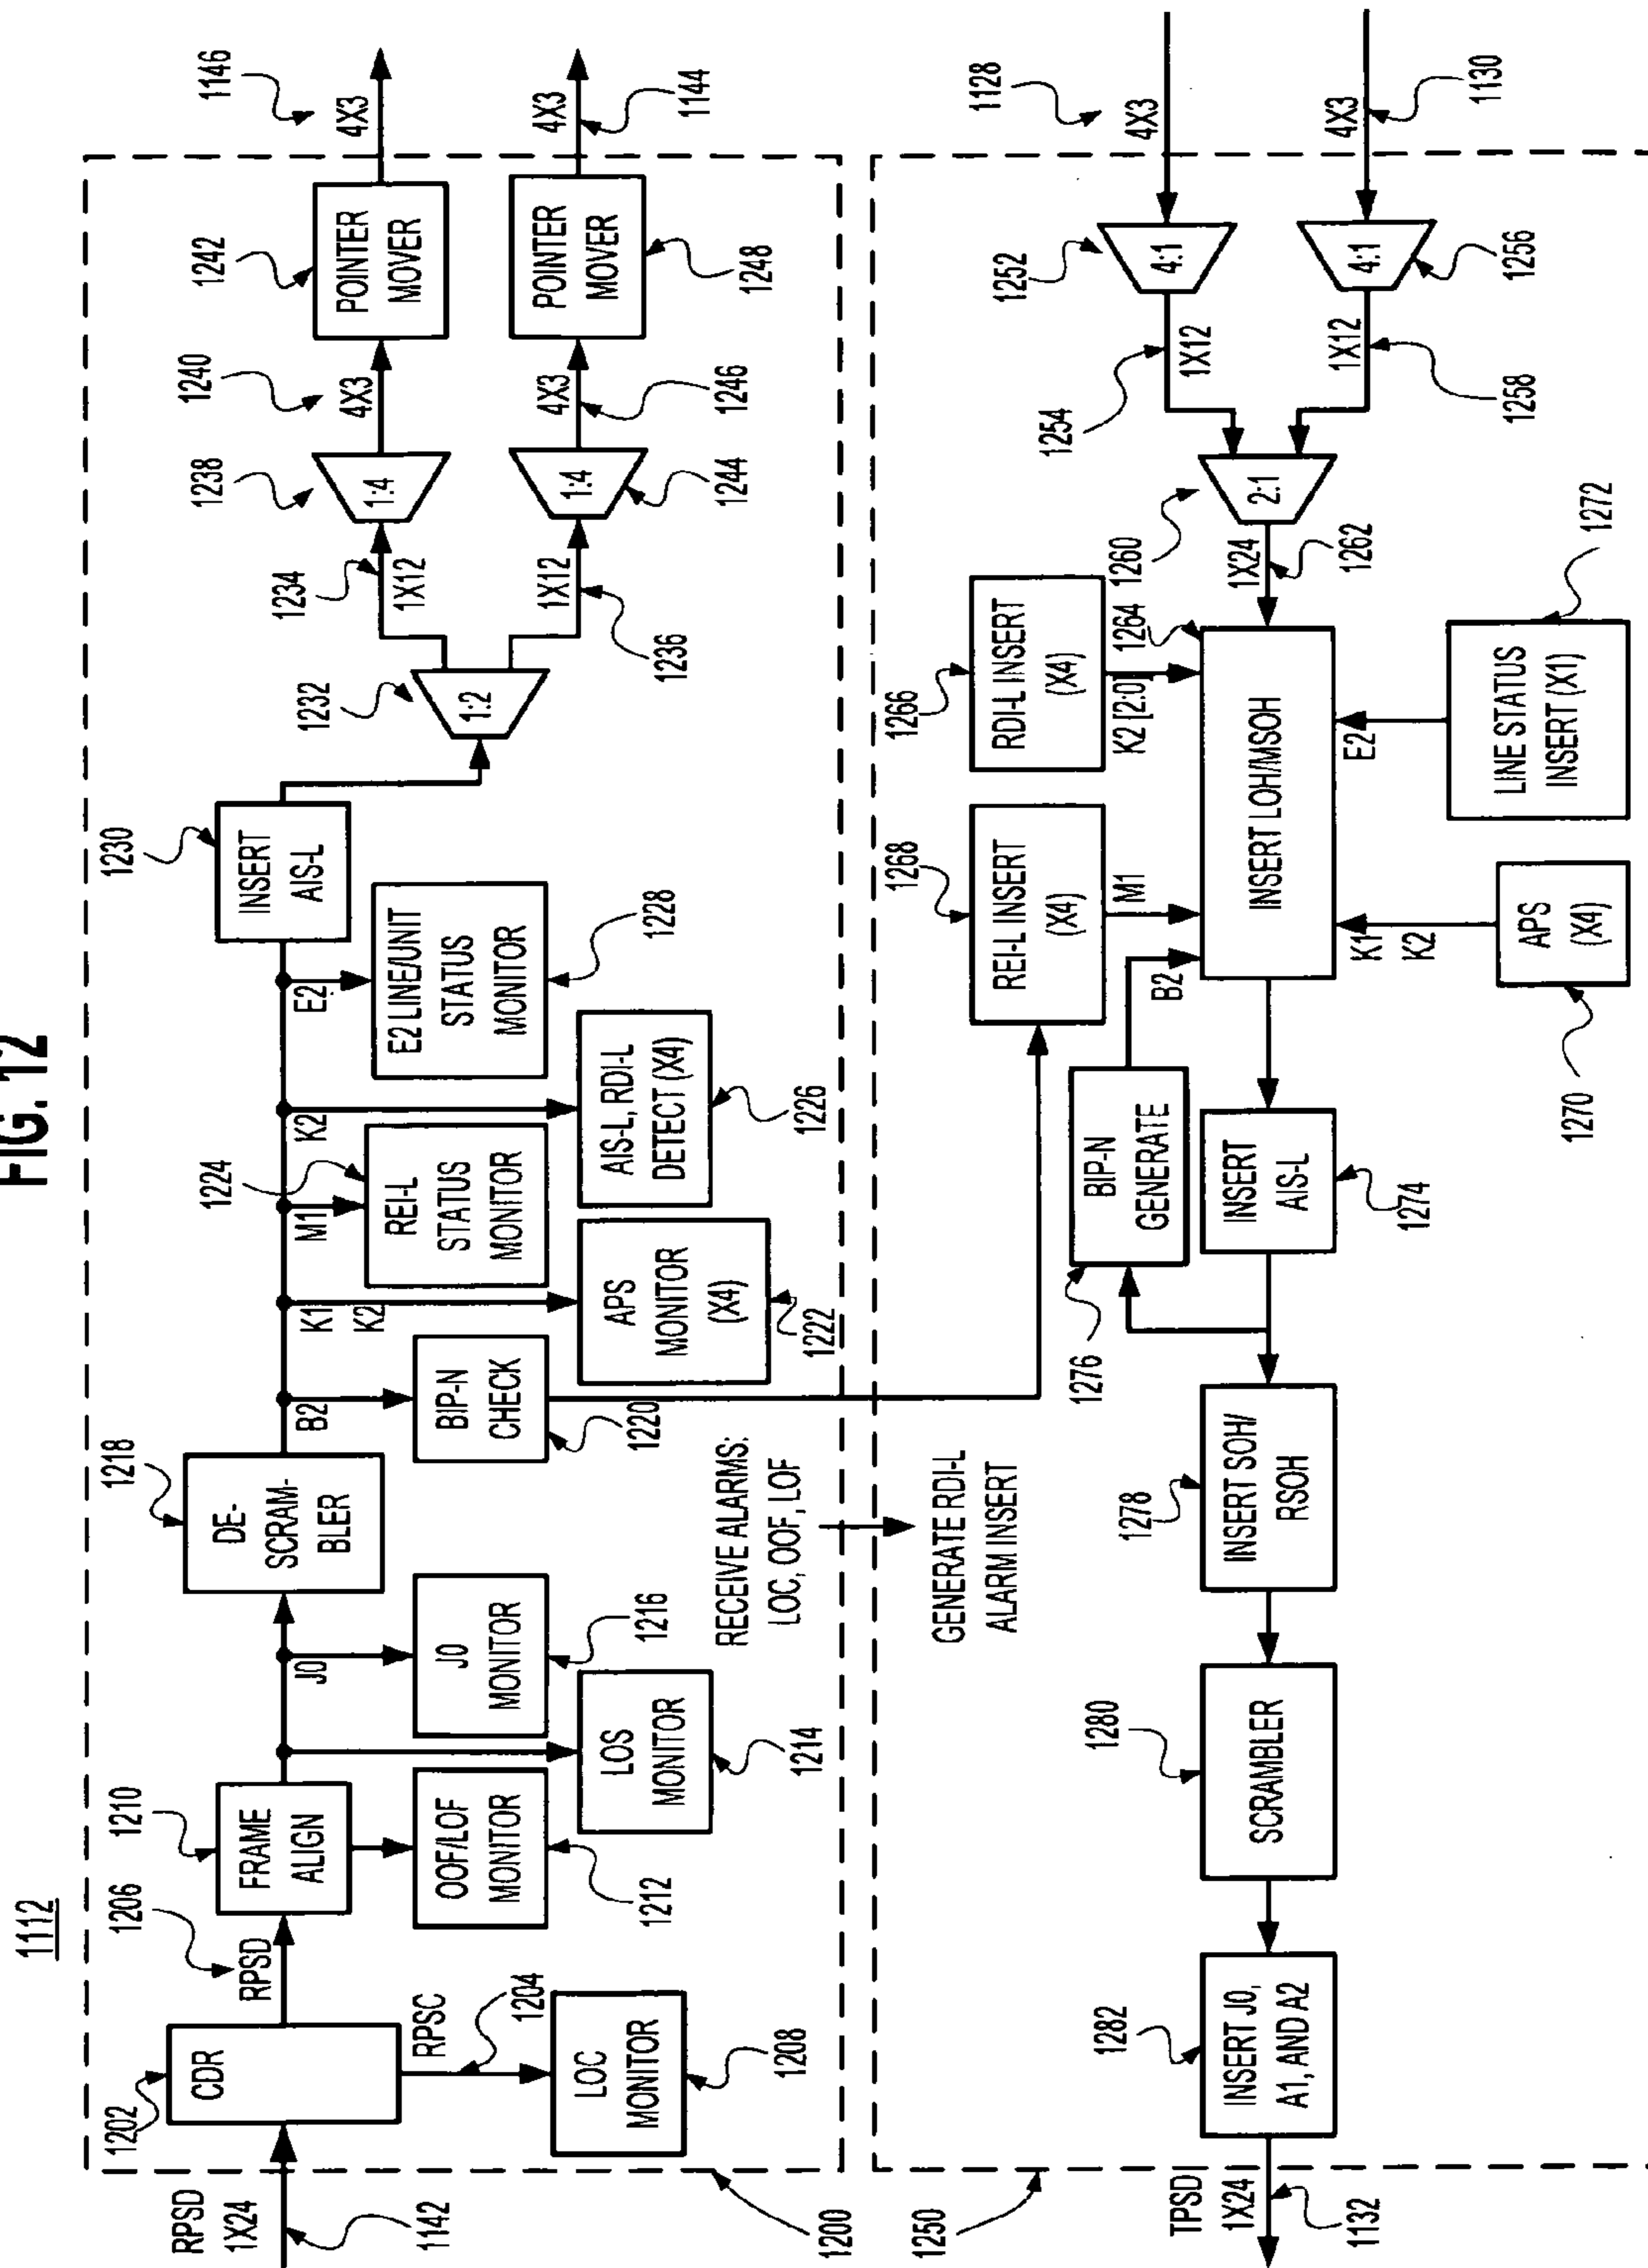 FIG. 12
1112
RPSD
1X24
1142
1200
1202
CDR
RPSC
1204
LOC
MONITOR
1208
RPSD
1206
FRAME
ALIGN
1210
OOF/LOF
MONITOR
1212
LOS
MONITOR
1214
J0
J0
MONITOR
1216
DE-
SCRAM-
BLER
1218
B2
BIP-N
CHECK
1220
K1
K2
APS
MONITOR
(X4)
1222
M1
REI-L
STATUS
MONITOR
1224
K2
AIS-L, RDI-L
DETECT (X4)
1226
E2
E2 LINE/UNIT
STATUS
MONITOR
1228
INSERT
AIS-L
1230
1:2
1232
1X12
1234
1X12
1236
1:4
1238
4X3
1240
POINTER
MOVER
1242
4X3
1146
1:4
1244
4X3
1246
POINTER
MOVER
1248
4X3
1144
RECEIVE ALARMS:
LOC, OOF, LOF
GENERATE RDI-L
ALARM INSERT
1250
4X3
1128
4:1
1252
1X12
1254
4X3
1130
4:1
1256
1X12
1258
2:1
1260
1X24
1262
INSERT LOH/MSOH
1264
RDI-L INSERT
(X4)
1266
K2 [2:0]
REI-L INSERT
(X4)
1268
M1
B2
APS
(X4)
1270
K1
K2
LINE STATUS
INSERT (X1)
1272
E2
INSERT
AIS-L
1274
BIP-N
GENERATE
1276
INSERT SOH/
RSOH
1278
SCRAMBLER
1280
INSERT J0,
A1, AND A2
1282
TPSD
1X24
1132